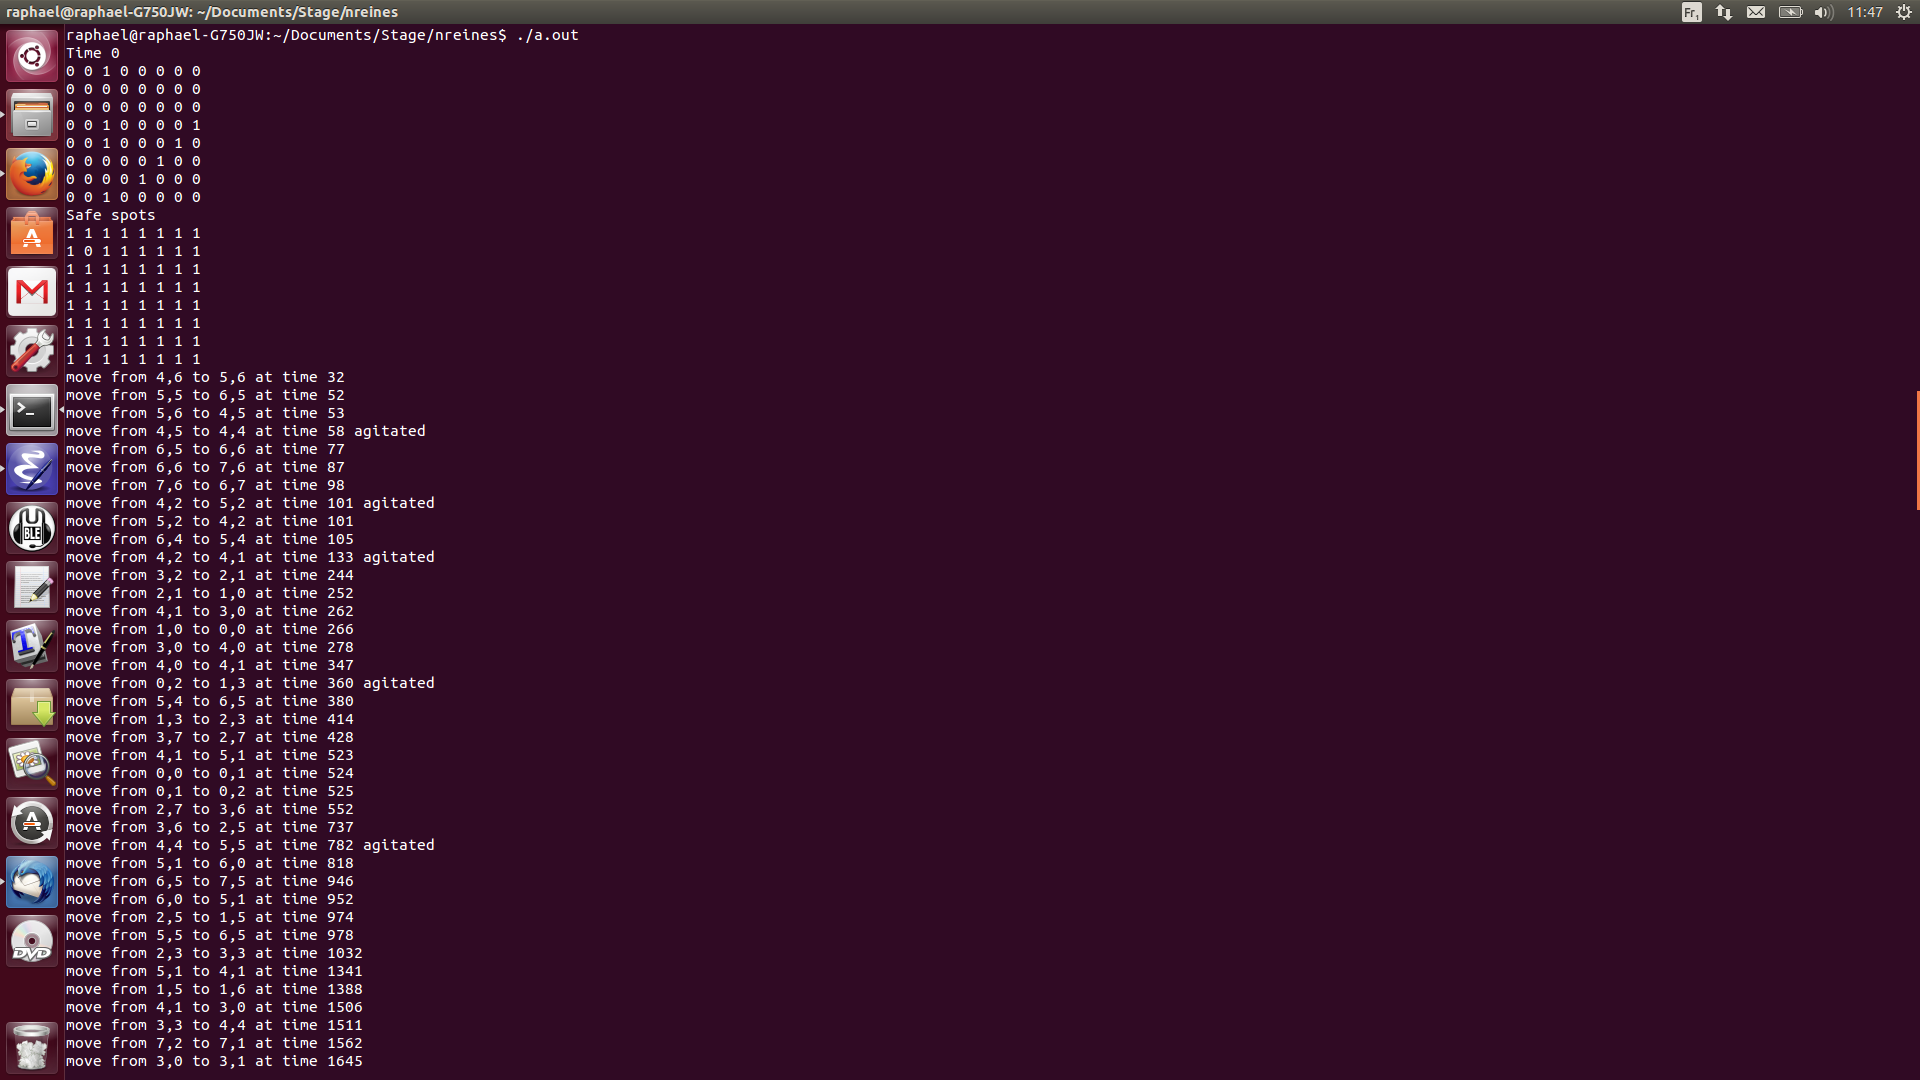 raphael@raphael-G750JW: ~/Documents/Stage/nreines
Fr1
11:47
raphael@raphael-G750JW:~/Documents/Stage/nreines$ ./a.out
Time 0
0 0 1 0 0 0 0 0
0 0 0 0 0 0 0 0
0 0 0 0 0 0 0 0
0 0 1 0 0 0 0 1
0 0 1 0 0 0 1 0
0 0 0 0 0 1 0 0
0 0 0 0 1 0 0 0
0 0 1 0 0 0 0 0
Safe spots
1 1 1 1 1 1 1 1
1 0 1 1 1 1 1 1
1 1 1 1 1 1 1 1
1 1 1 1 1 1 1 1
1 1 1 1 1 1 1 1
1 1 1 1 1 1 1 1
1 1 1 1 1 1 1 1
1 1 1 1 1 1 1 1
move from 4,6 to 5,6 at time 32
move from 5,5 to 6,5 at time 52
move from 5,6 to 4,5 at time 53
move from 4,5 to 4,4 at time 58 agitated
move from 6,5 to 6,6 at time 77
move from 6,6 to 7,6 at time 87
move from 7,6 to 6,7 at time 98
move from 4,2 to 5,2 at time 101 agitated
move from 5,2 to 4,2 at time 101
move from 6,4 to 5,4 at time 105
move from 4,2 to 4,1 at time 133 agitated
move from 3,2 to 2,1 at time 244
move from 2,1 to 1,0 at time 252
move from 4,1 to 3,0 at time 262
move from 1,0 to 0,0 at time 266
move from 3,0 to 4,0 at time 278
move from 4,0 to 4,1 at time 347
move from 0,2 to 1,3 at time 360 agitated
move from 5,4 to 6,5 at time 380
move from 1,3 to 2,3 at time 414
move from 3,7 to 2,7 at time 428
move from 4,1 to 5,1 at time 523
move from 0,0 to 0,1 at time 524
move from 0,1 to 0,2 at time 525
move from 2,7 to 3,6 at time 552
move from 3,6 to 2,5 at time 737
move from 4,4 to 5,5 at time 782 agitated
move from 5,1 to 6,0 at time 818
move from 6,5 to 7,5 at time 946
move from 6,0 to 5,1 at time 952
move from 2,5 to 1,5 at time 974
move from 5,5 to 6,5 at time 978
move from 2,3 to 3,3 at time 1032
move from 5,1 to 4,1 at time 1341
move from 1,5 to 1,6 at time 1388
move from 4,1 to 3,0 at time 1506
move from 3,3 to 4,4 at time 1511
move from 7,2 to 7,1 at time 1562
move from 3,0 to 3,1 at time 1645
U
BLE
DVD